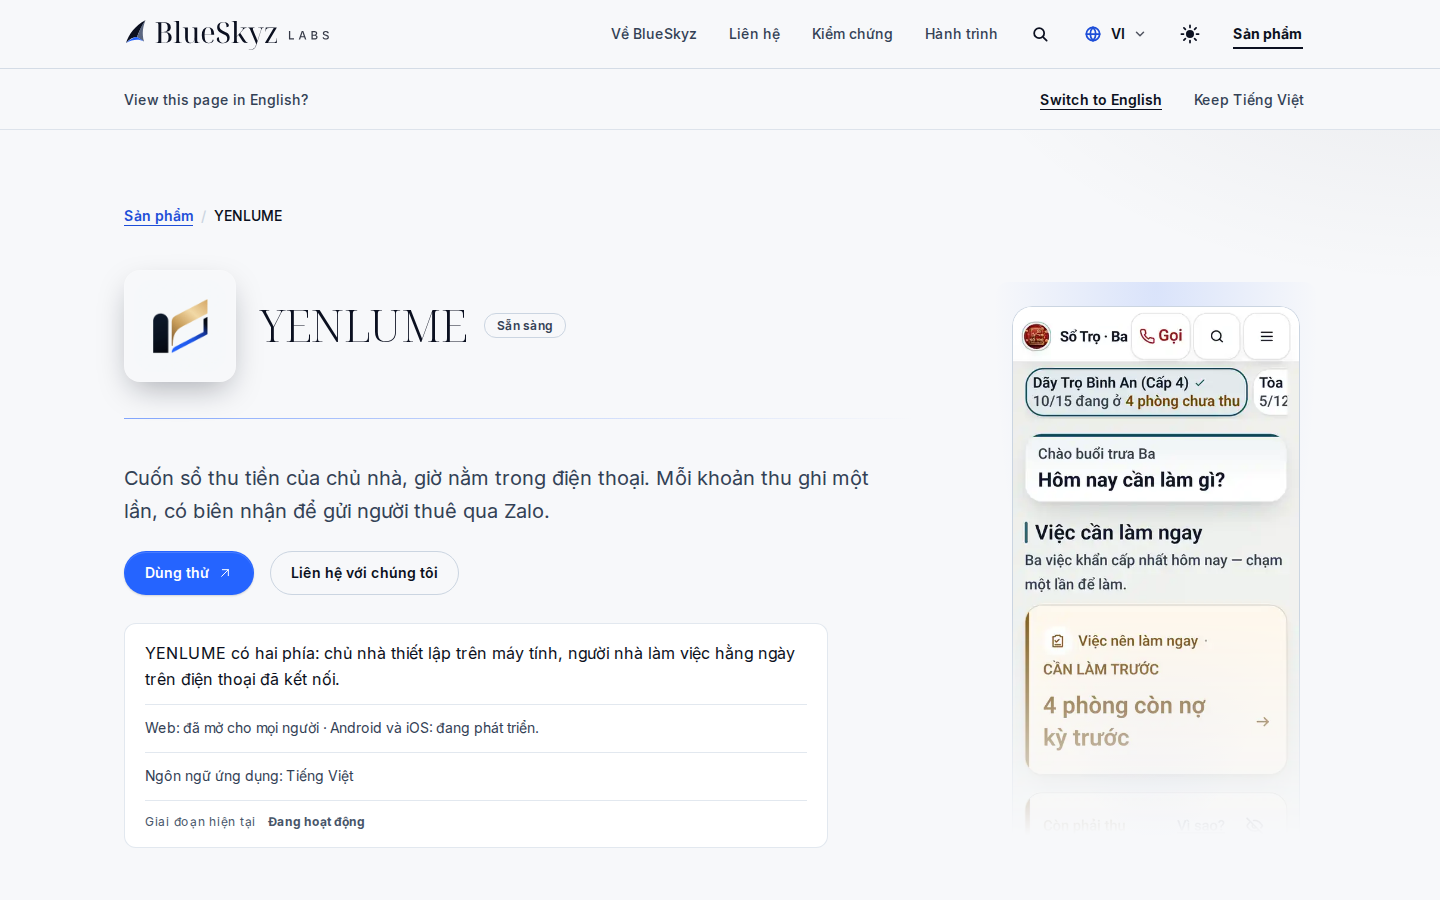 BlueSkyz LABS
Về BlueSkyz
Liên hệ
Kiểm chứng
Hành trình
VI
Sản phẩm
View this page in English?
Switch to English
Keep Tiếng Việt
Sản phẩm / YENLUME
YENLUME
Sẵn sàng
Cuốn sổ thu tiền của chủ nhà, giờ nằm trong điện thoại. Mỗi khoản thu ghi một
lần, có biên nhận để gửi người thuê qua Zalo.
Dùng thử
Liên hệ với chúng tôi
YENLUME có hai phía: chủ nhà thiết lập trên máy tính, người nhà làm việc hằng ngày
trên điện thoại đã kết nối.
Web: đã mở cho mọi người · Android và iOS: đang phát triển.
Ngôn ngữ ứng dụng: Tiếng Việt
Giai đoạn hiện tại Đang hoạt động
Sổ Trọ · Ba
Gọi
Dãy Trọ Bình An (Cấp 4)
10/15 đang ở 4 phòng chưa thu
Tòa
5/12
Chào buổi trưa Ba
Hôm nay cần làm gì?
Việc cần làm ngay
Ba việc khẩn cấp nhất hôm nay — chạm
một lần để làm.
Việc nên làm ngay ·
CẦN LÀM TRƯỚC
4 phòng còn nợ
kỳ trước
Còn phải thu
Vì sao?